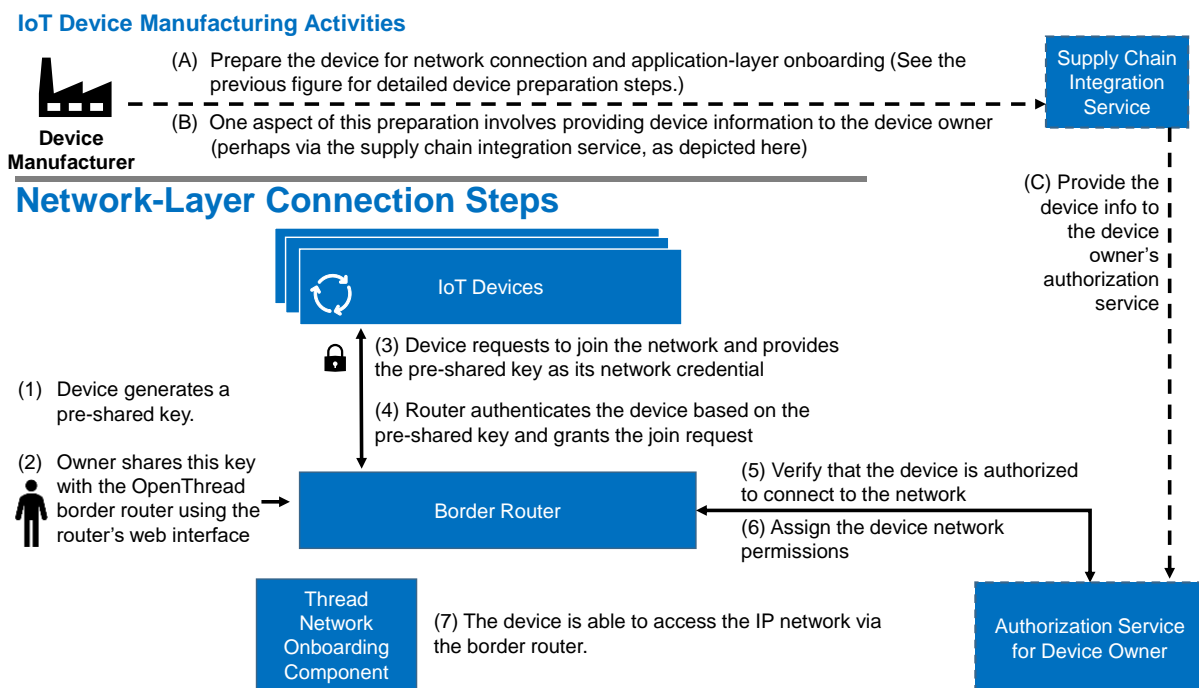 IoT Device Manufacturing Activities
(A) Prepare the device for network connection and application-layer onboarding (See the
previous figure for detailed device preparation steps.)
Supply Chain
Integration
Service
(B) One aspect of this preparation involves providing device information to the device owner
(perhaps via the supply chain integration service, as depicted here)
Device
Manufacturer
(C) Provide the
device info to
the device
owner's
authorization
service
Network-Layer Connection Steps
IoT Devices
(3) Device requests to join the network and provides
the pre-shared key as its network credential
(1) Device generates a
pre-shared key.
(4) Router authenticates the device based on the
pre-shared key and grants the join request
(2) Owner shares this key
with the OpenThread
border router using the
router's web interface
Border Router
(5) Verify that the device is authorized
to connect to the network
(6) Assign the device network
permissions
Thread
Network
Onboarding
Component
(7) The device is able to access the IP network via
the border router.
Authorization Service
for Device Owner